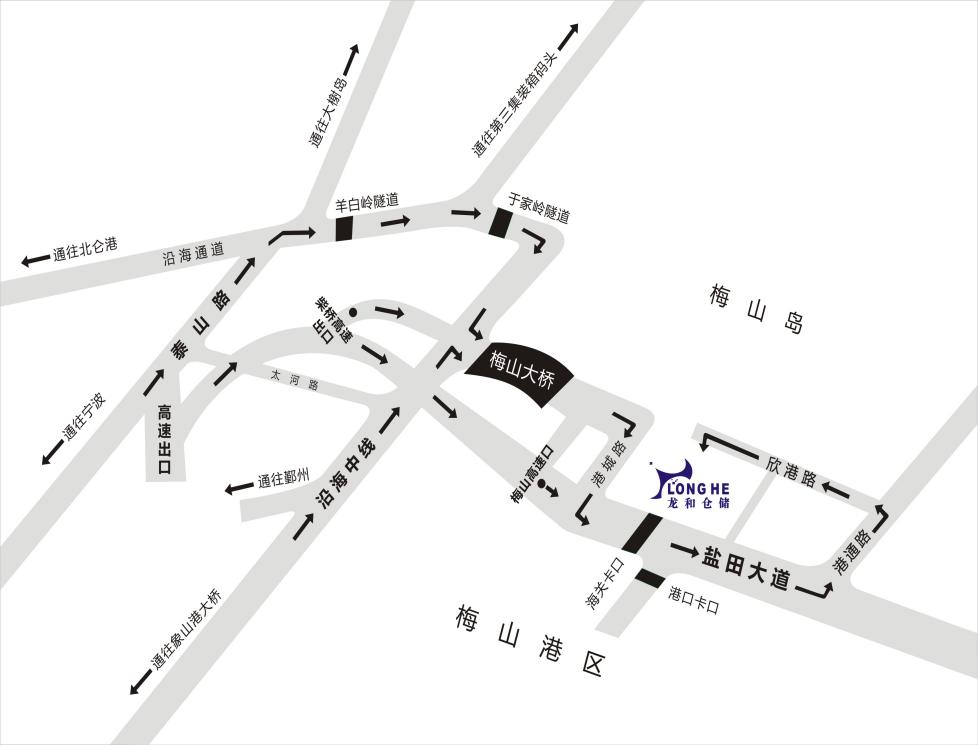 通往大榭岛
通往第三集装箱码头
羊白岭隧道
于家岭隧道
通往北仑港
沿海通道
梅山岛
泰山路
柴桥高速
出口
梅山大桥
太河路
通往宁波
高速出口
通往鄞州
沿海中线
梅山高速口
港城路
欣港路
LONG HE
龙和仓储
港通路
盐田大道
海关卡口
港口卡口
梅山港区
通往象山港大桥